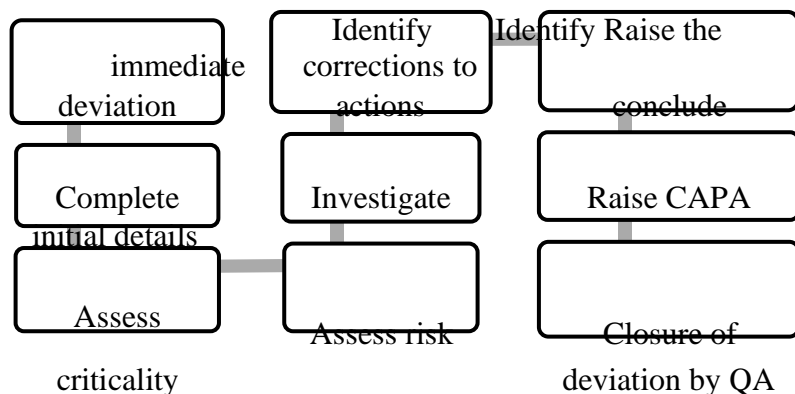 Identify Identify Raise the
immediate corrections to
deviation actions conclude
Complete Investigate Raise CAPA
initial details
Assess Assess risk Closure of
criticality deviation by QA